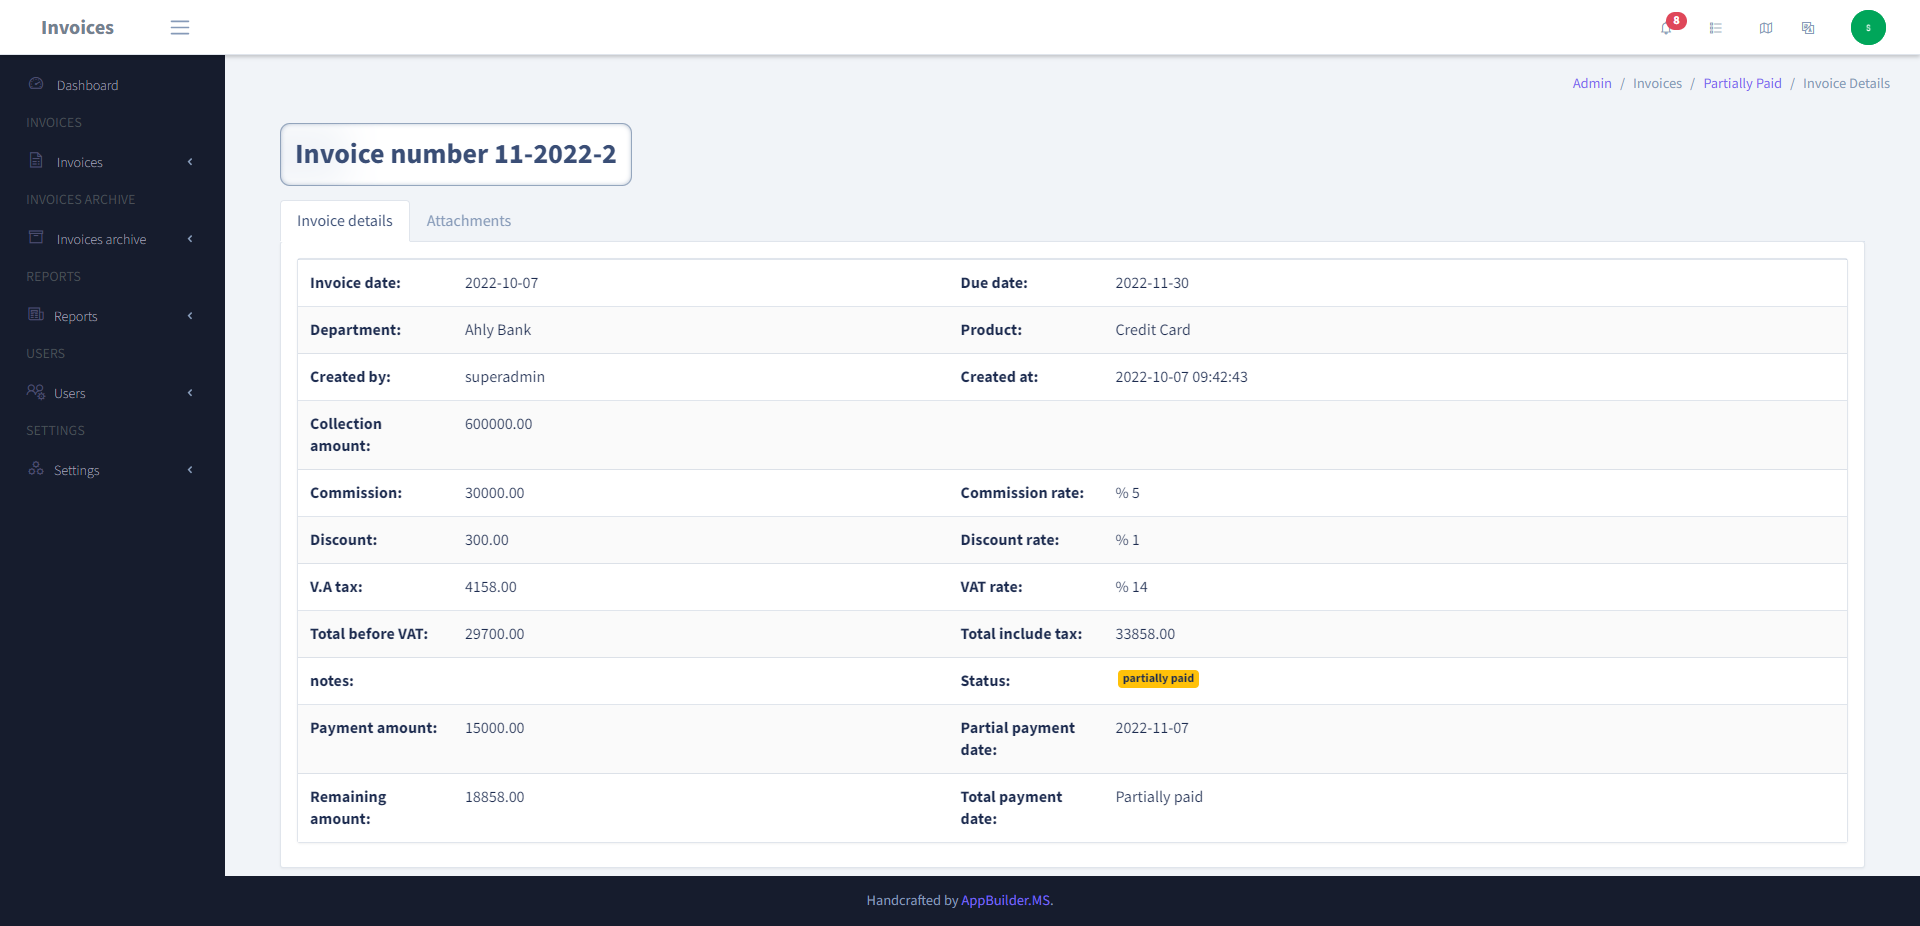 Invoices
8
s
Dashboard
INVOICES
Invoices
INVOICES ARCHIVE
Invoices archive
REPORTS
Reports
USERS
Users
SETTINGS
Settings
Admin / Invoices / Partially Paid / Invoice Details
Invoice number 11-2022-2
Invoice details Attachments
Invoice date: 2022-10-07 Due date: 2022-11-30
Department: Ahly Bank Product: Credit Card
Created by: superadmin Created at: 2022-10-07 09:42:43
Collection amount: 600000.00
Commission: 30000.00 Commission rate: % 5
Discount: 300.00 Discount rate: % 1
V.A tax: 4158.00 VAT rate: % 14
Total before VAT: 29700.00 Total include tax: 33858.00
notes: Status: partially paid
Payment amount: 15000.00 Partial payment date: 2022-11-07
Remaining amount: 18858.00 Total payment date: Partially paid
Handcrafted by AppBuilder.MS.